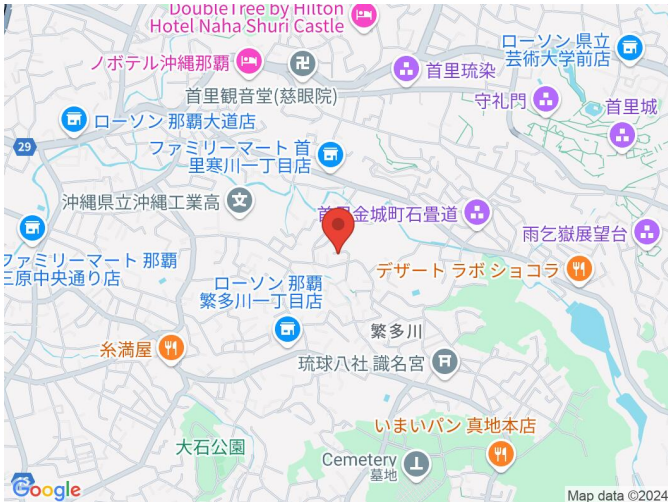 DoubleTree by Hilton
Hotel Naha Shuri Castle
ノボテル沖縄那覇
首里観音堂(慈眼院)
首里琉染
ローソン 県立
芸術大学前店
守礼門
首里城
ローソン 那覇大道店
29
ファミリーマート 首
里寒川一丁目店
沖縄県立沖縄工業高
首里金城町石畳道
雨乞嶽展望台
ファミリーマート 那覇
三原中央通り店
デザート ラボ ショコラ
ローソン 那覇
繁多川一丁目店
繁多川
糸満屋
琉球八社 識名宮
いまいパン 真地本店
大石公園
Cemetery
墓地
Google
Map data ©2024